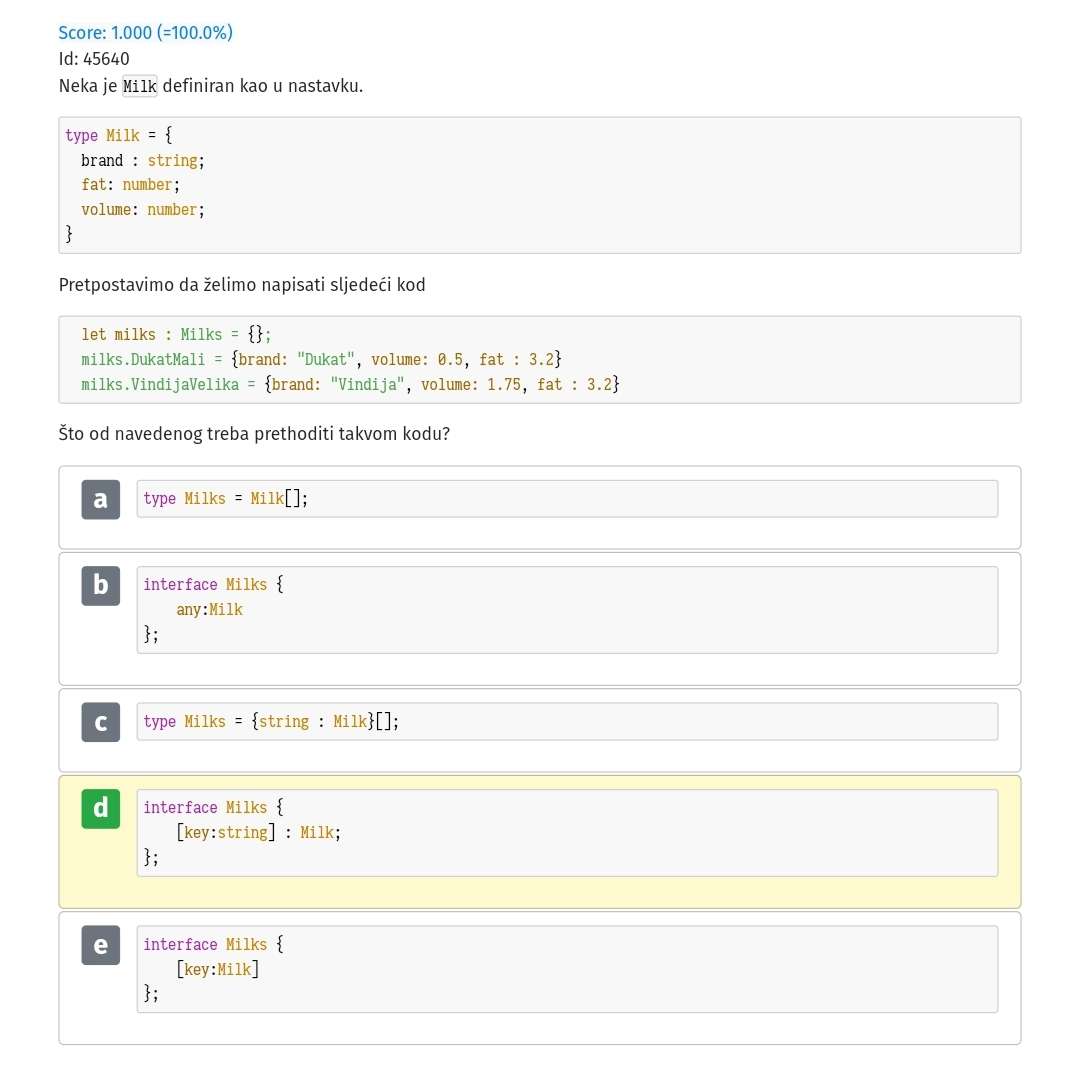 Score: 1.000 (=100.0%)
Id: 45640
Neka je Milk definiran kao u nastavku.
type Milk = {
  brand : string;
  fat: number;
  volume: number;
}
Pretpostavimo da želimo napisati sljedeći kod
  let milks : Milks = {};
  milks.DukatMali = {brand: "Dukat", volume: 0.5, fat : 3.2}
  milks.VindijaVelika = {brand: "Vindija", volume: 1.75, fat : 3.2}
Što od navedenog treba prethoditi takvom kodu?
a
type Milks = Milk[];
b
interface Milks {
    any:Milk
};
c
type Milks = {string : Milk}[];
d
interface Milks {
    [key:string] : Milk;
};
e
interface Milks {
    [key:Milk]
};